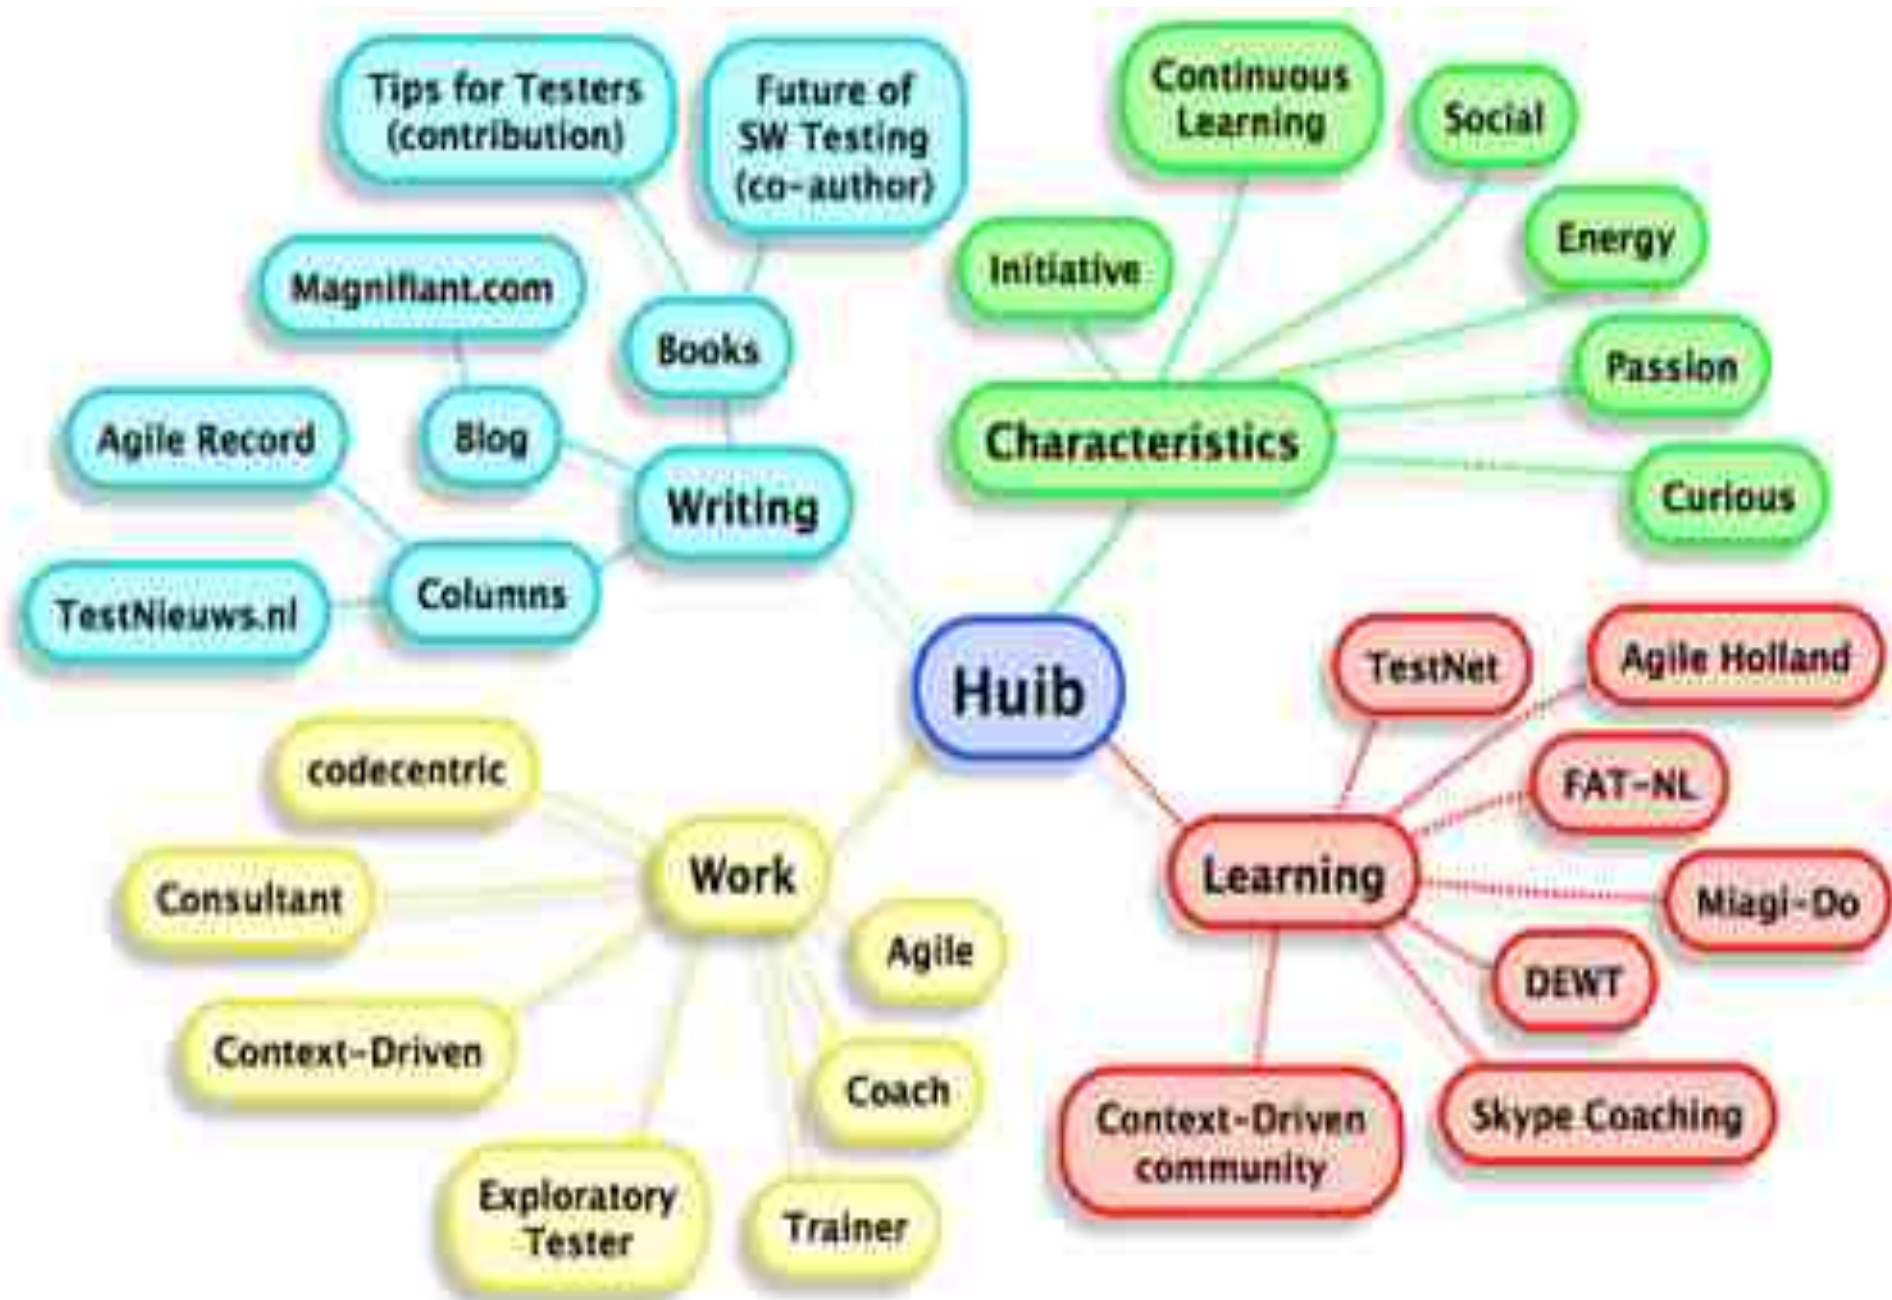 Tips for Testers
(contribution)
Future of
SW Testing
(co-author)
Magnifiant.com
Books
Agile Record
Blog
Writing
TestNieuws.nl
Columns
Continuous
Learning
Social
Initiative
Energy
Passion
Characteristics
Curious
Huib
TestNet
Agile Holland
FAT-NL
Learning
Miagi-Do
DEWT
Skype Coaching
Context-Driven
community
codecentric
Work
Consultant
Agile
Context-Driven
Coach
Exploratory
Tester
Trainer